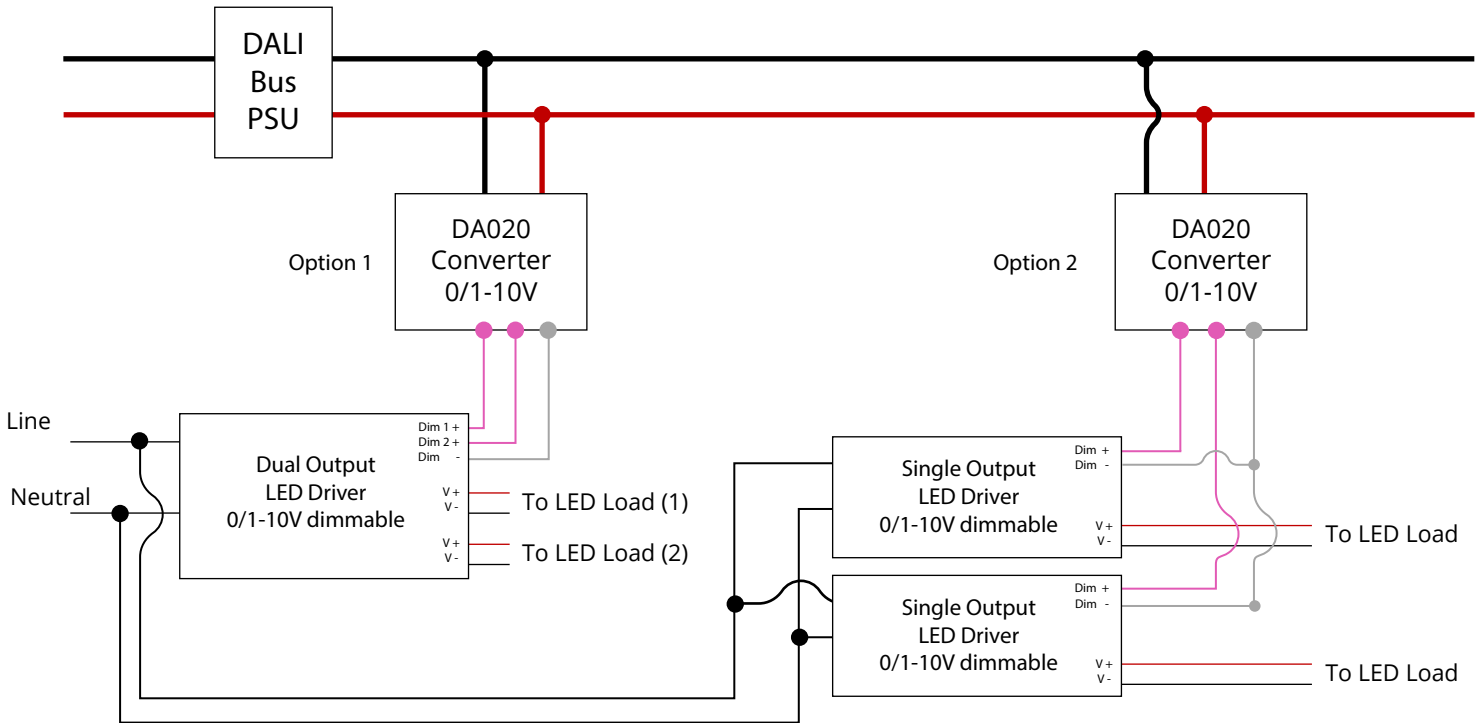 DALI
Bus
PSU
Option 1
DA020
Converter
0/1-10V
Option 2
DA020
Converter
0/1-10V
Line
Neutral
Dual Output
LED Driver
0/1-10V dimmable
Dim 1 +
Dim 2 +
Dim -
V +
V -
To LED Load (1)
V +
V -
To LED Load (2)
Single Output
LED Driver
0/1-10V dimmable
Dim +
Dim -
V +
V -
To LED Load
Single Output
LED Driver
0/1-10V dimmable
Dim +
Dim -
V +
V -
To LED Load